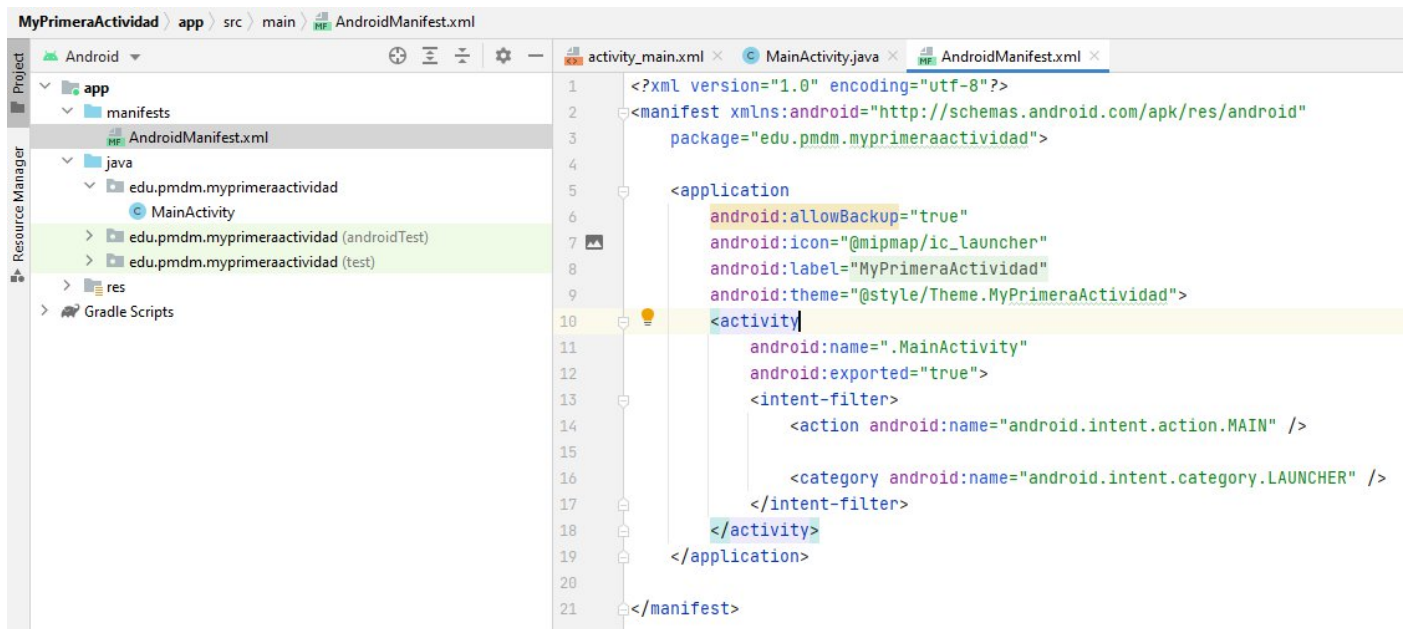 MyPrimeraActividad app src main AndroidManifest.xml
Project
Resource Manager
Android
app
manifests
AndroidManifest.xml
java
edu.pmdm.myprimeraactividad
MainActivity
edu.pmdm.myprimeraactividad (androidTest)
edu.pmdm.myprimeraactividad (test)
res
Gradle Scripts
activity_main.xml MainActivity.java AndroidManifest.xml
1 <?xml version="1.0" encoding="utf-8"?>
2 <manifest xmlns:android="http://schemas.android.com/apk/res/android"
3 package="edu.pmdm.myprimeraactividad">
4
5 <application
6 android:allowBackup="true"
7 android:icon="@mipmap/ic_launcher"
8 android:label="MyPrimeraActividad"
9 android:theme="@style/Theme.MyPrimeraActividad">
10 <activity
11 android:name=".MainActivity"
12 android:exported="true">
13 <intent-filter>
14 <action android:name="android.intent.action.MAIN" />
15
16 <category android:name="android.intent.category.LAUNCHER" />
17 </intent-filter>
18 </activity>
19 </application>
20
21 </manifest>